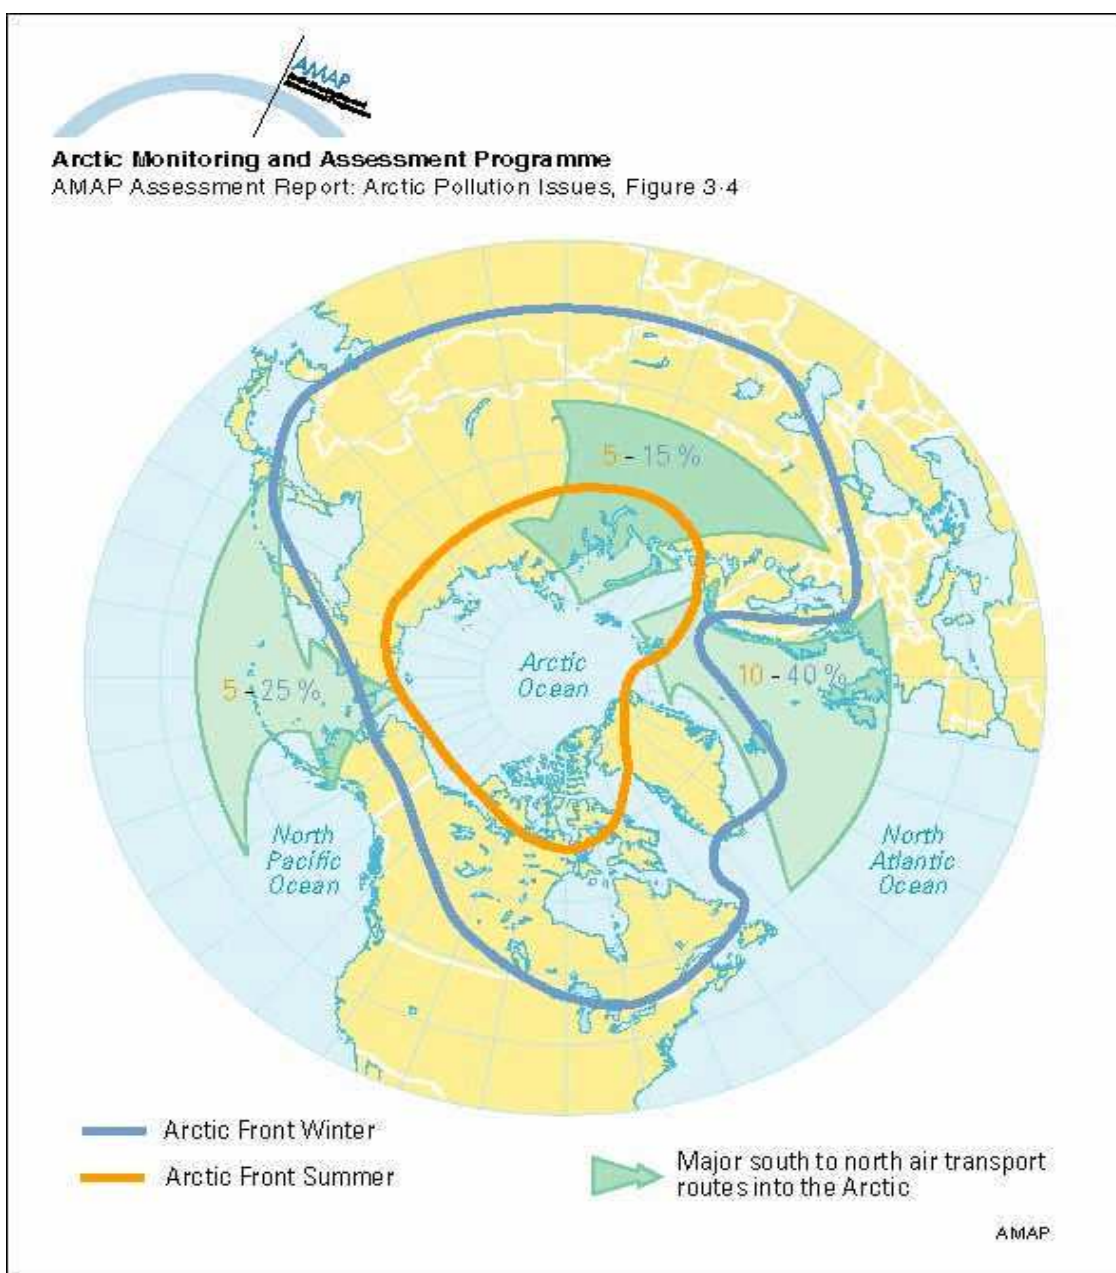 AMAP
Arctic Monitoring and Assessment Programme
AMAP Assessment Report: Arctic Pollution Issues, Figure 3·4
5 - 15 %
Arctic
Ocean
10 - 40 %
5 - 25 %
North
Pacific
Ocean
North
Atlantic
Ocean
Arctic Front Winter
Arctic Front Summer
Major south to north air transport
routes into the Arctic
AMAP